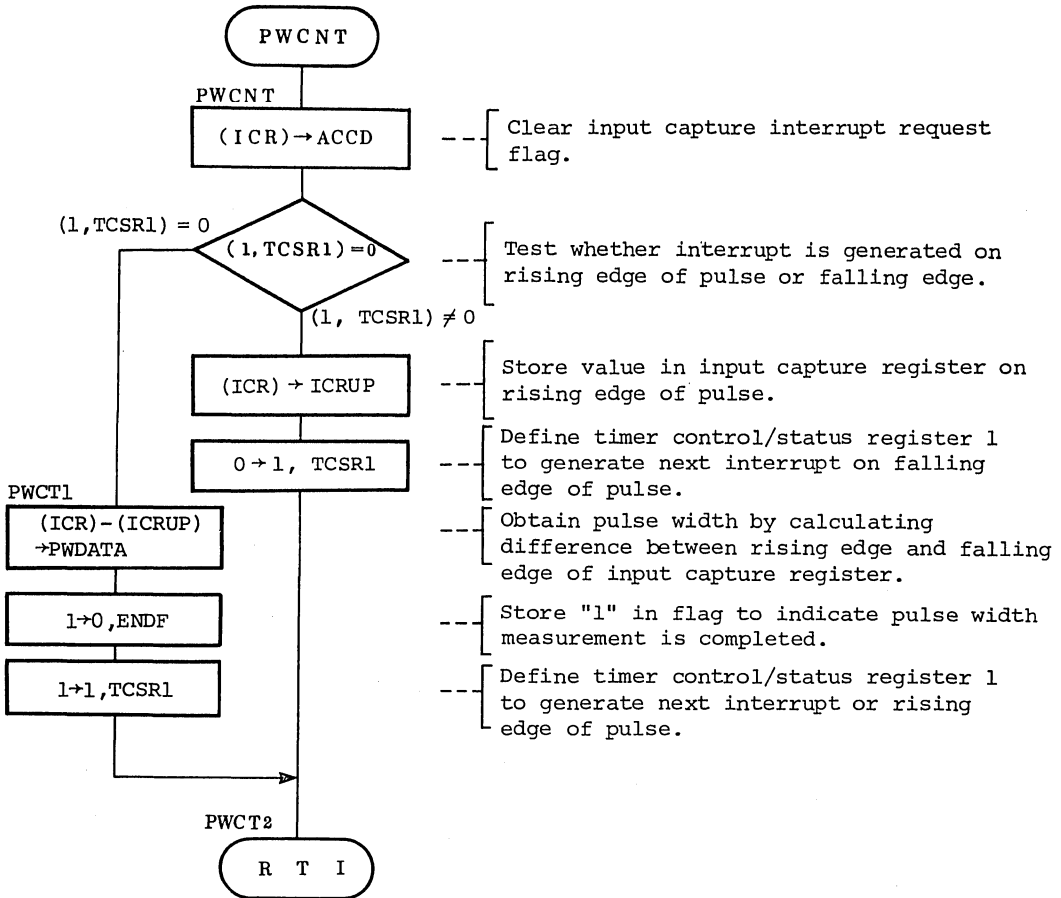 PWCNT
PWCNT
(ICR)→ACCD
Clear input capture interrupt request
flag.
(1,TCSR1) = 0
(1,TCSR1)=0
Test whether interrupt is generated on
rising edge of pulse or falling edge.
(1, TCSR1) ≠ 0
(ICR)→ICRUP
Store value in input capture register on
rising edge of pulse.
0→1, TCSR1
Define timer control/status register 1
to generate next interrupt on falling
edge of pulse.
PWCT1
(ICR)-(ICRUP)
→PWDATA
Obtain pulse width by calculating
difference between rising edge and falling
edge of input capture register.
1→0,ENDF
Store "1" in flag to indicate pulse width
measurement is completed.
1→1,TCSR1
Define timer control/status register 1
to generate next interrupt or rising
edge of pulse.
PWCT2
R T I